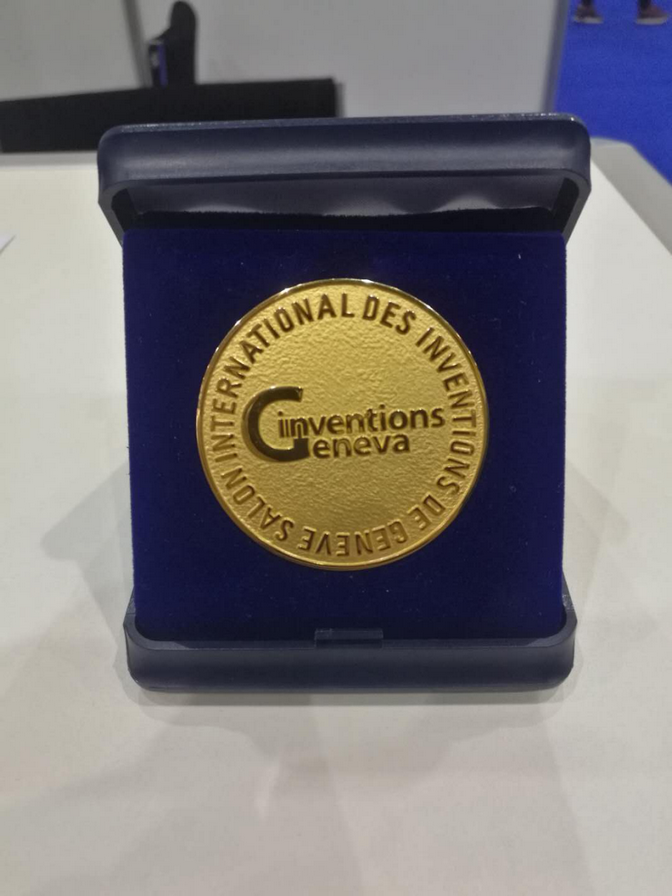 SALON INTERNATIONAL DES INVENTIONS DE GENEVE
inventions
Geneva